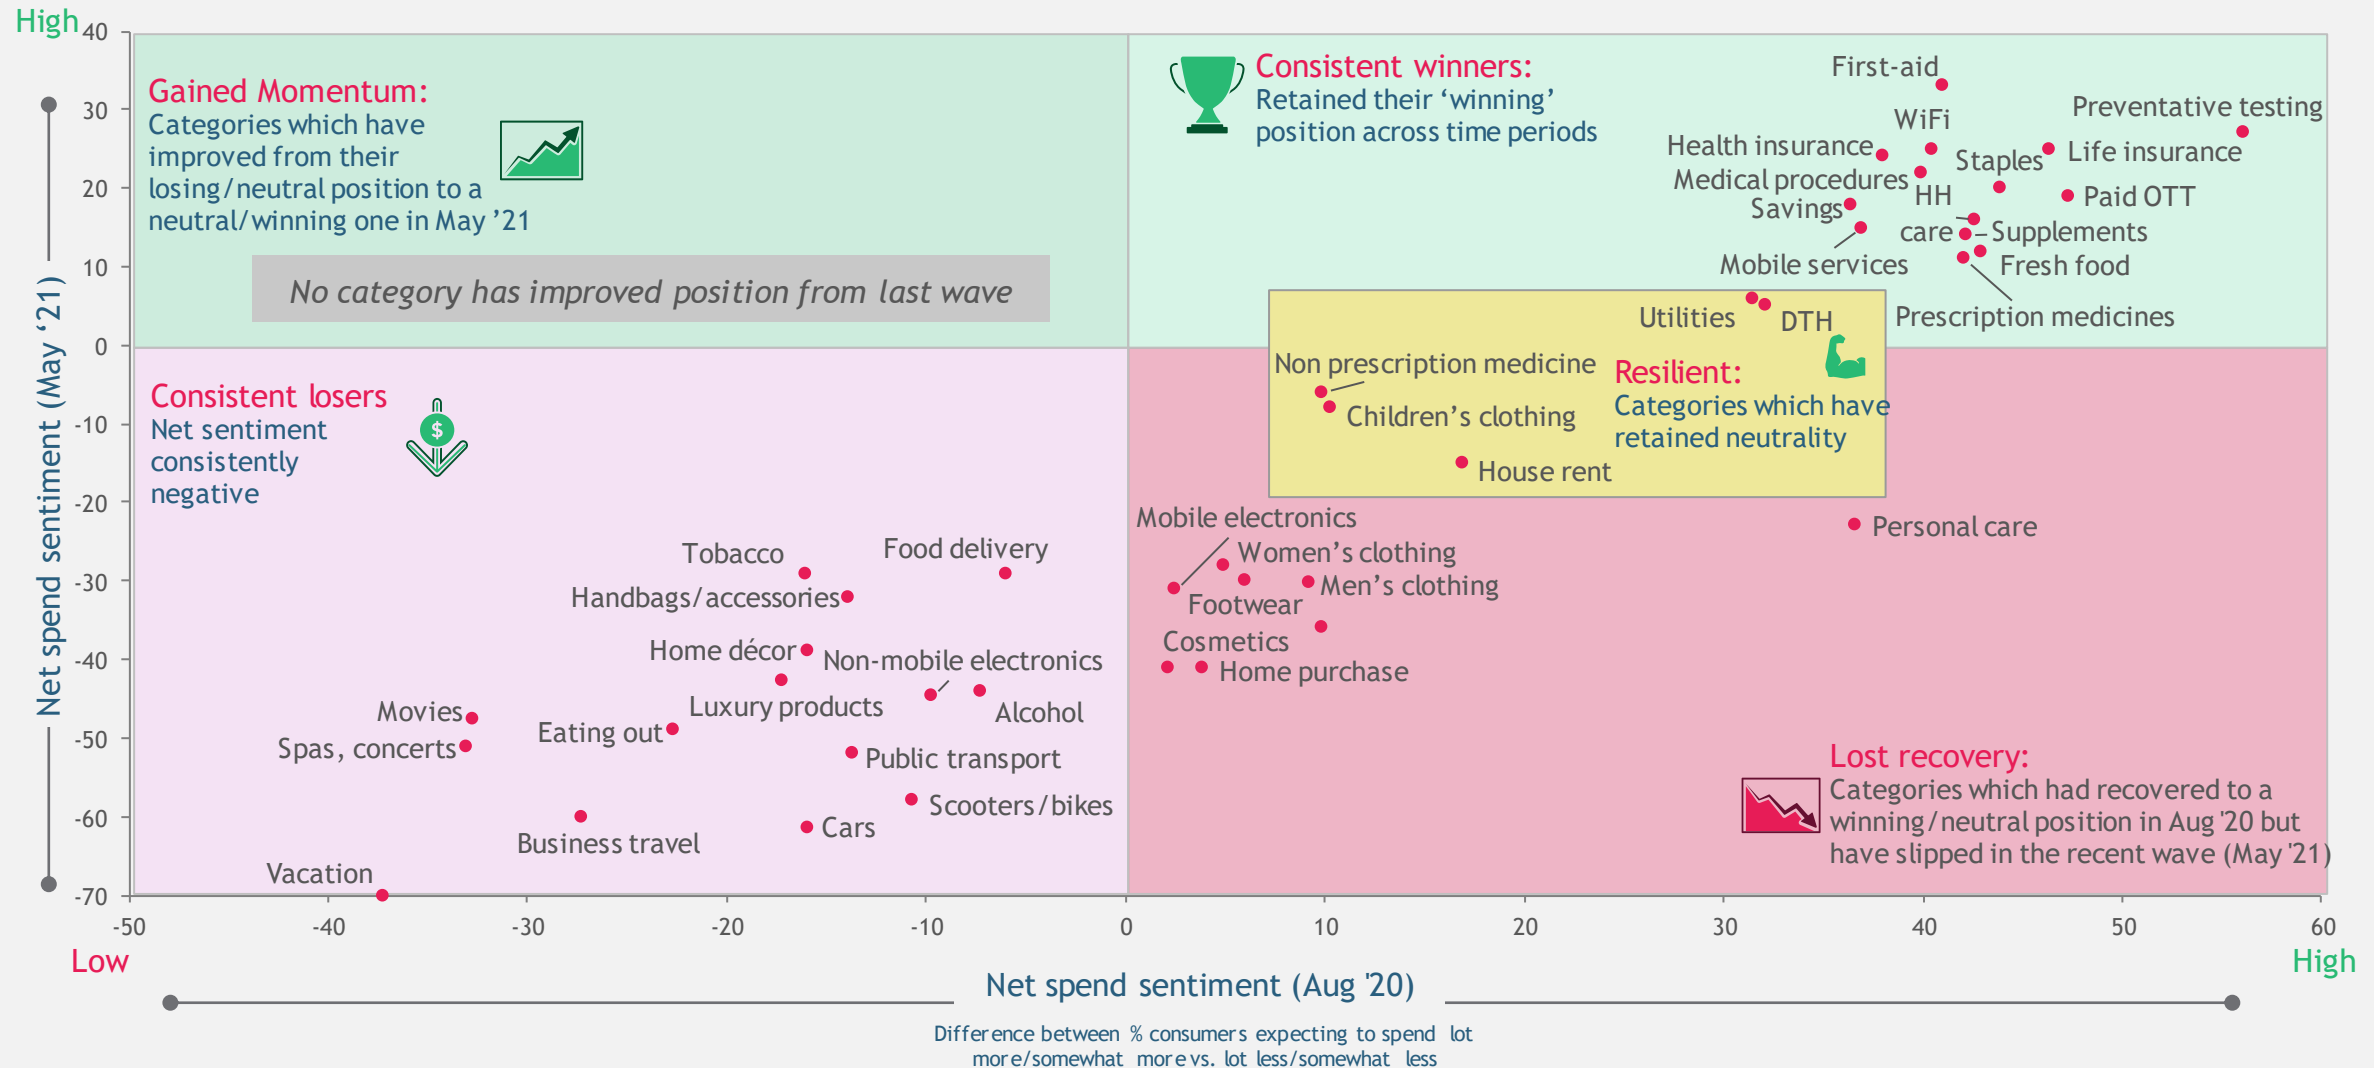 High
40
30
20
10
0
-10
-20
-30
-40
-50
-60
-70
Net spend sentiment (May ‘21)
Gained Momentum:
Categories which have
improved from their
losing/neutral position to a
neutral/winning one in May ’21
No category has improved position from last wave
Consistent winners:
Retained their ‘winning’
position across time periods
First-aid
Preventative testing
WiFi
Health insurance
Staples
Life insurance
Medical procedures
HH
Paid OTT
Savings
care
Supplements
Mobile services
Fresh food
Prescription medicines
Utilities
DTH
Non prescription medicine
Resilient:
Categories which have
retained neutrality
Children’s clothing
House rent
Consistent losers
Net sentiment
consistently
negative
$
Tobacco
Food delivery
Handbags/accessories
Home décor
Non-mobile electronics
Luxury products
Alcohol
Movies
Eating out
Spas, concerts
Public transport
Scooters/bikes
Business travel
Cars
Vacation
Mobile electronics
Women’s clothing
Men’s clothing
Footwear
Cosmetics
Home purchase
Personal care
Lost recovery:
Categories which had recovered to a
winning/neutral position in Aug '20 but
have slipped in the recent wave (May '21)
-50
-40
-30
-20
-10
0
10
20
30
40
50
60
Low
High
Net spend sentiment (Aug '20)
Difference between % consumers expecting to spend lot
more/somewhat more vs. lot less/somewhat less